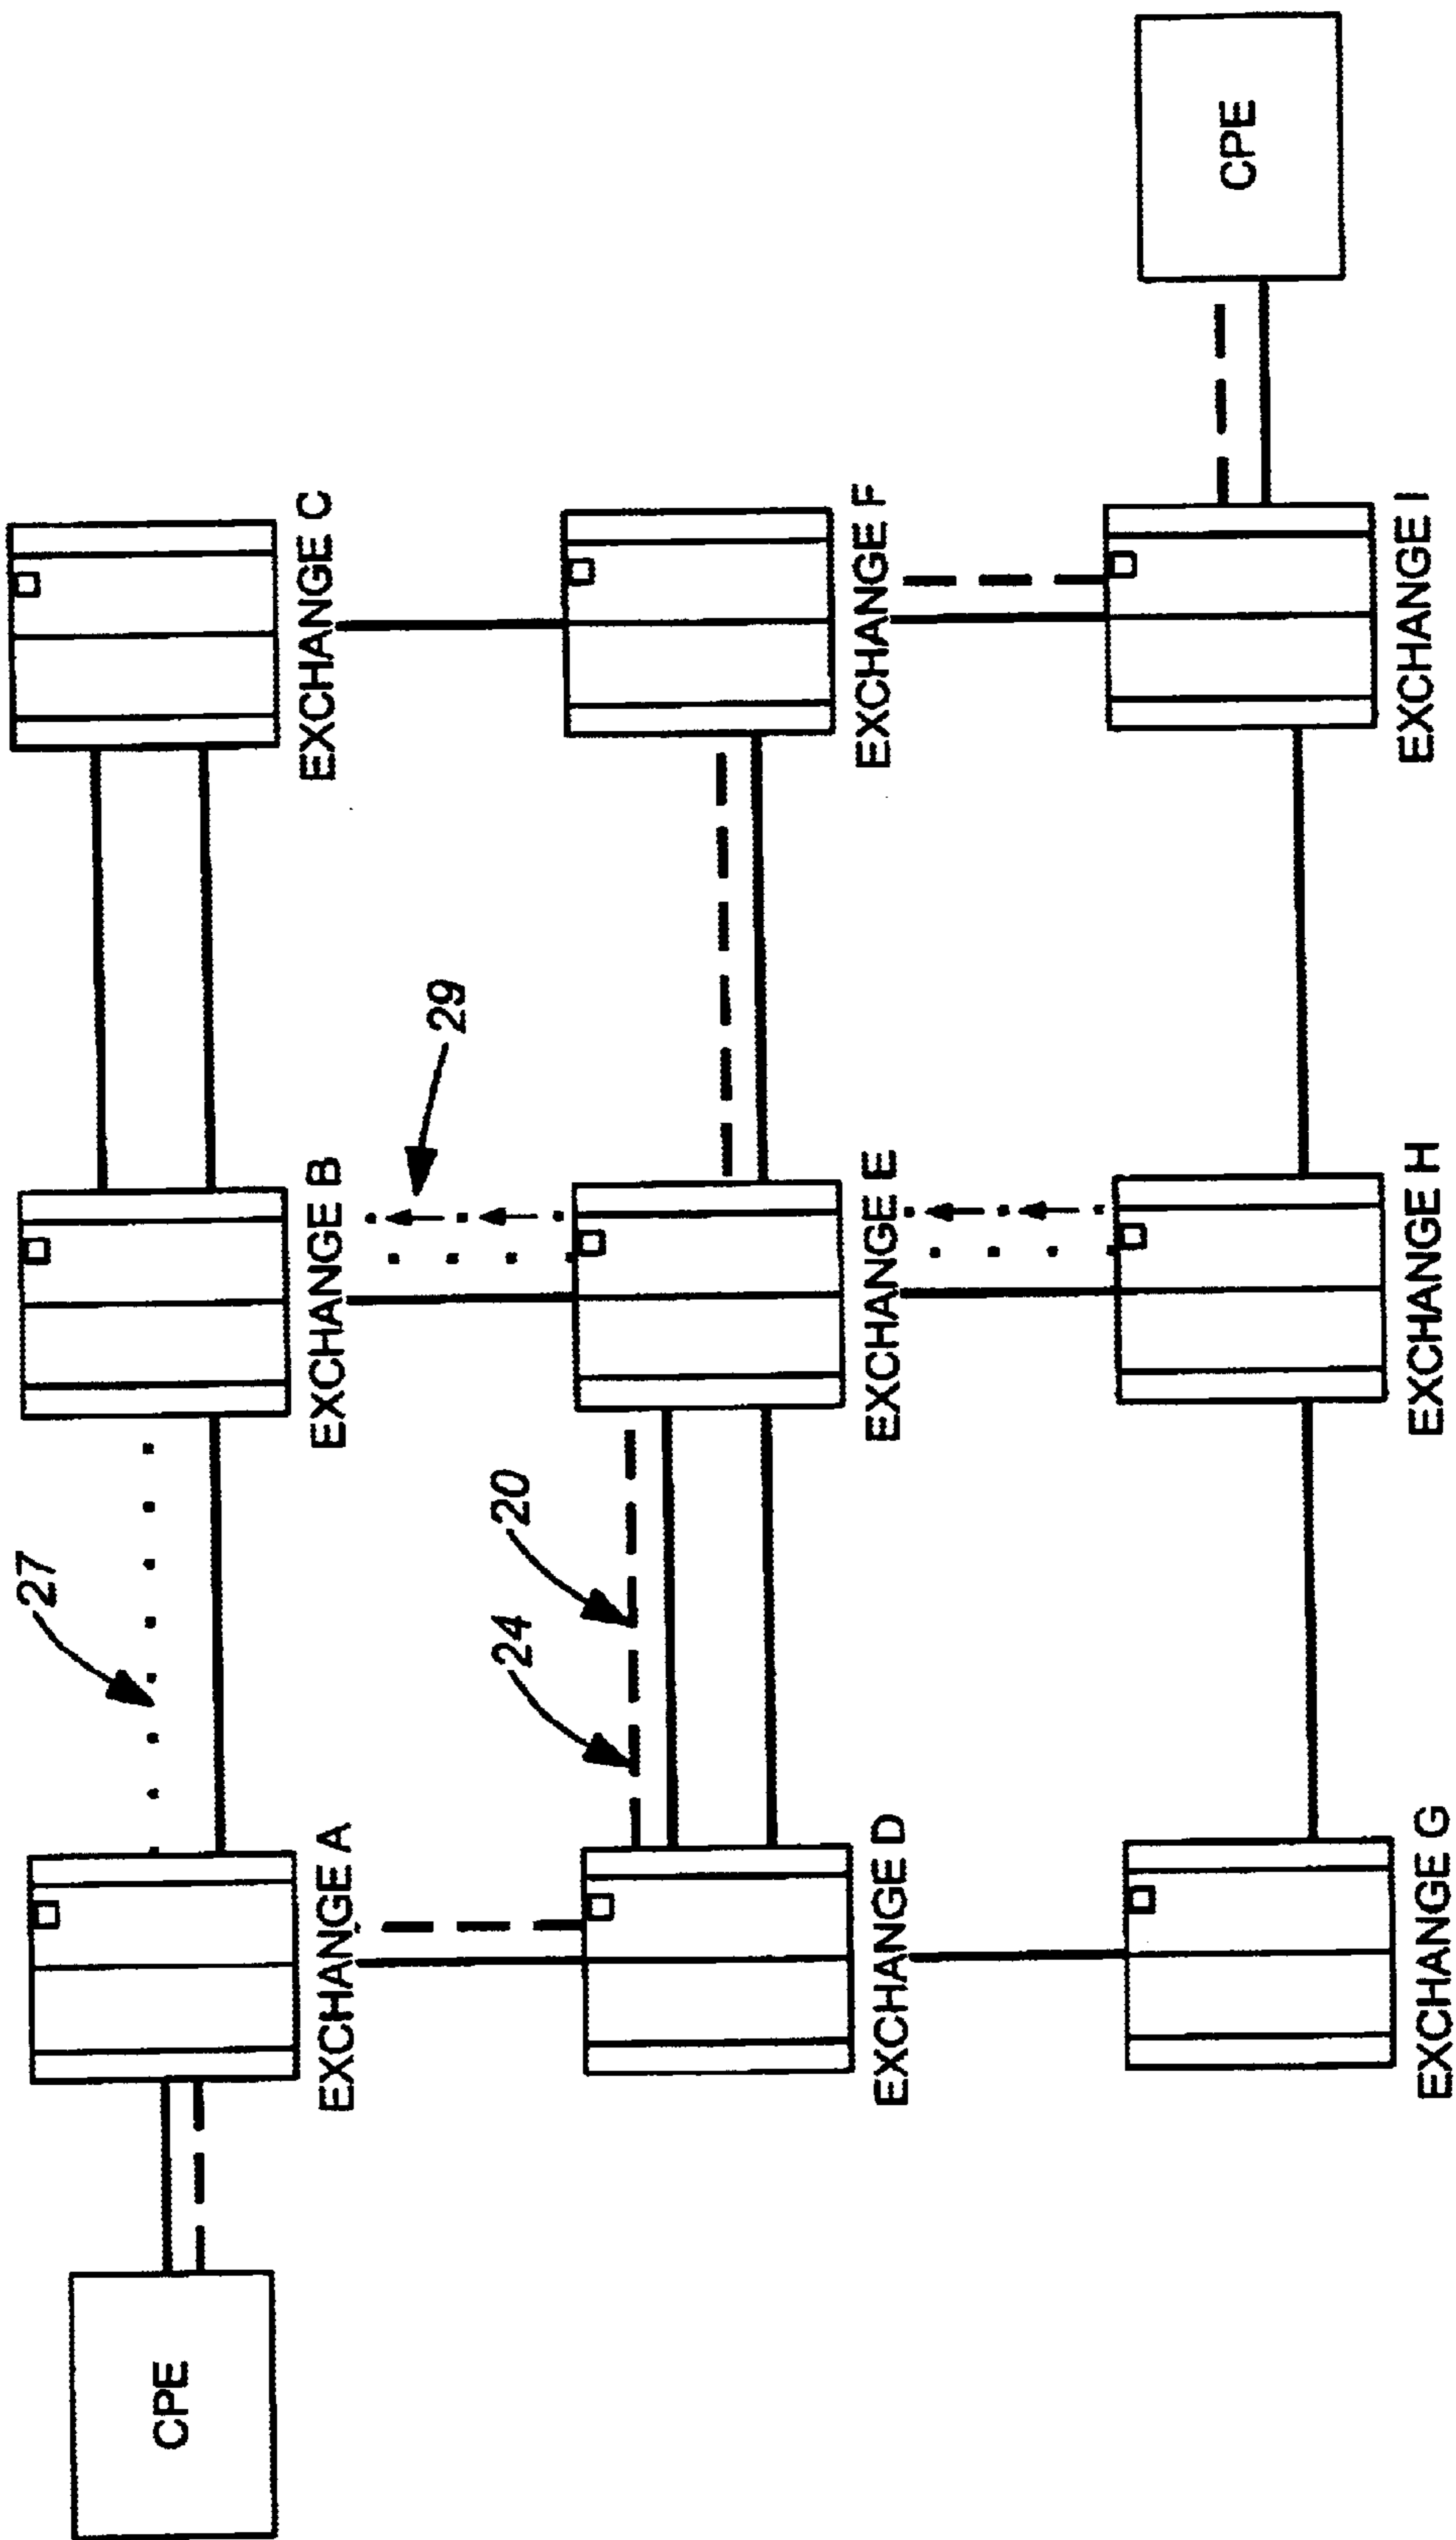 27
29
CPE
EXCHANGE A
EXCHANGE B
EXCHANGE C
24
20
EXCHANGE D
EXCHANGE E
EXCHANGE F
CPE
EXCHANGE G
EXCHANGE H
EXCHANGE I